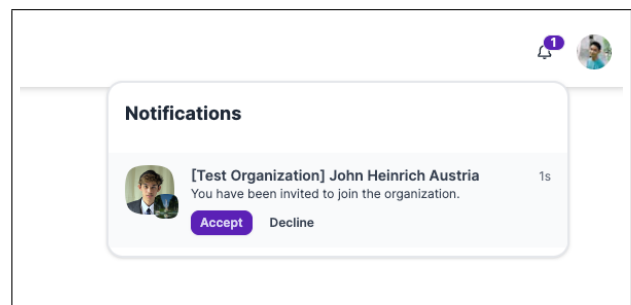 1
Notifications
[Test Organization] John Heinrich Austria 1s
You have been invited to join the organization.
Accept Decline